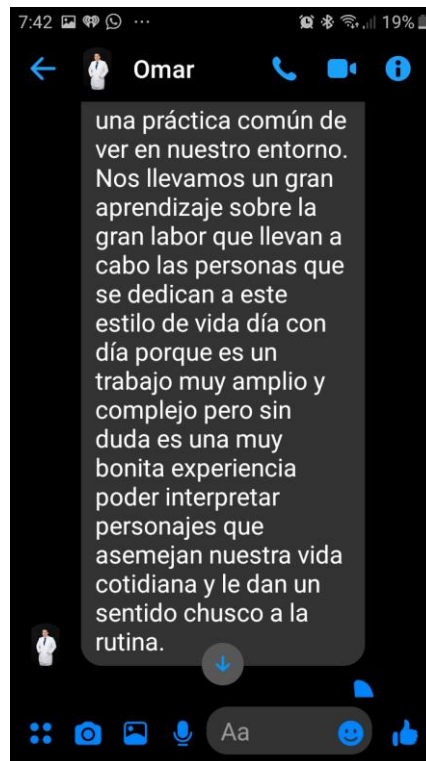 7:42 ... 19%
Omar
una práctica común de
ver en nuestro entorno.
Nos llevamos un gran
aprendizaje sobre la
gran labor que llevan a
cabo las personas que
se dedican a este
estilo de vida día con
día porque es un
trabajo muy amplio y
complejo pero sin
duda es una muy
bonita experiencia
poder interpretar
personajes que
asemejan nuestra vida
cotidiana y le dan un
sentido chusco a la
rutina.
Aa